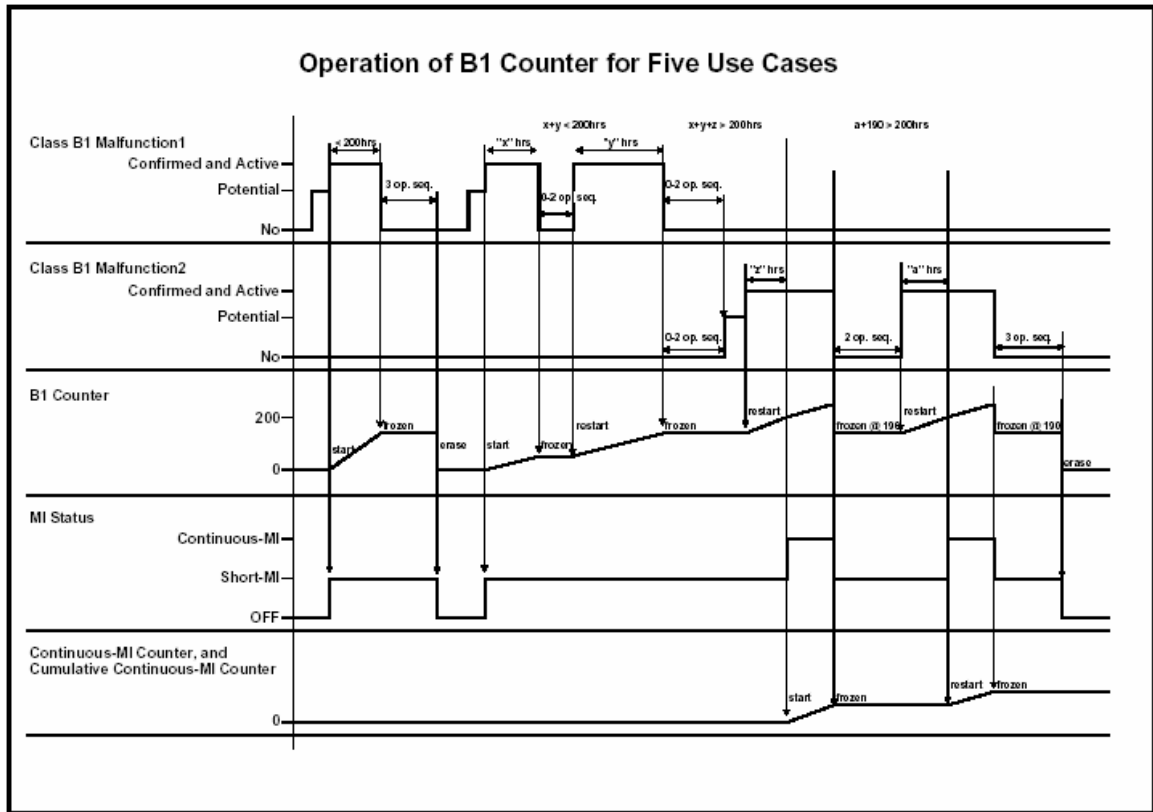 Operation of B1 Counter for Five Use Cases
x+y < 200hrs
x+y+z > 200hrs
a+190 > 200hrs
Class B1 Malfunction1
< 200hrs
"x" hrs
"y" hrs
Confirmed and Active
3 op. seq.
0-2 op. seq.
0-2 op seq.
Potential
No
Class B1 Malfunction2
"z" hrs
"a" hrs
Confirmed and Active
Potential
0-2 op. seq.
2 op. seq.
3 op. seq.
No
B1 Counter
200
restart
restart
restart
frozen
frozen
frozen @ 190
frozen @ 190
start
erase
start
frozen
erase
0
MI Status
Continuous-MI
Short-MI
OFF
Continuous-MI Counter, and
Cumulative Continuous-MI Counter
start
frozen
restart
frozen
0